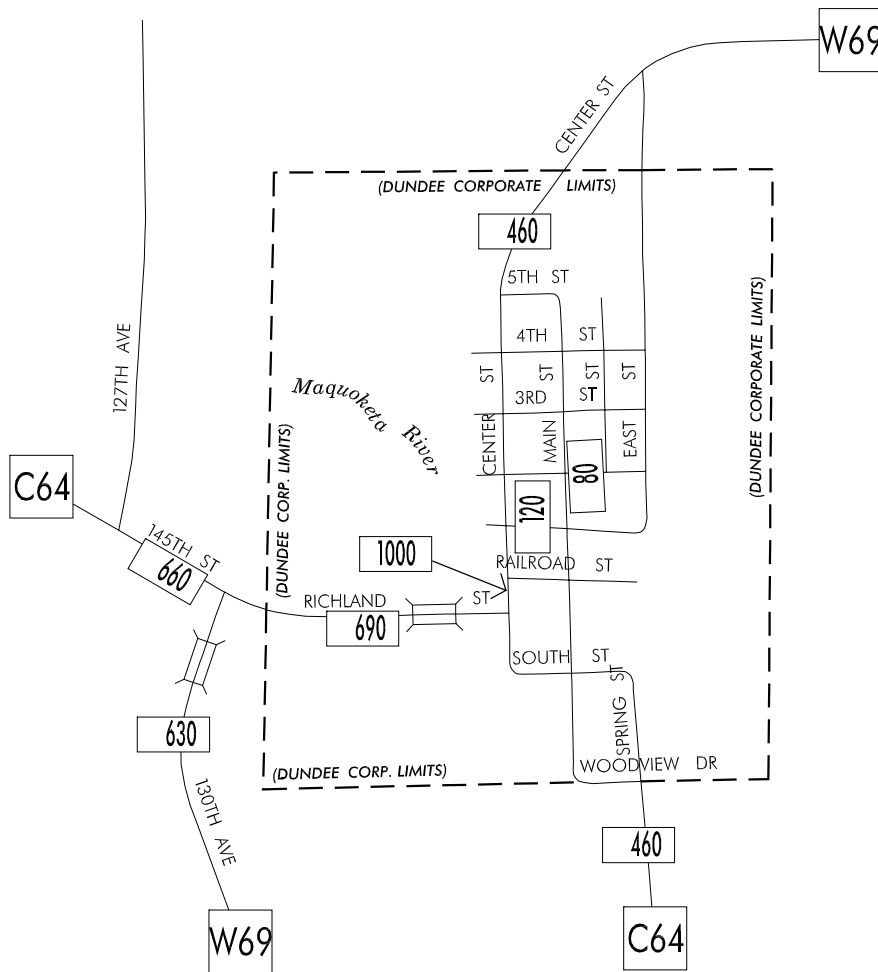 W69
CENTER ST
(DUNDEE CORPORATE LIMITS)
460
5TH ST
4TH ST
ST
ST
ST
ST
3RD ST
127TH AVE
Maquoketa River
(DUNDEE CORPORATE LIMITS)
CENTER
MAIN
EAST
80
C64
(DUNDEE CORP. LIMITS)
120
145TH ST
660
1000
RAILROAD ST
RICHLAND ST
690
SOUTH ST
SPRING ST
630
(DUNDEE CORP. LIMITS)
WOODVIEW DR
130TH AVE
460
W69
C64